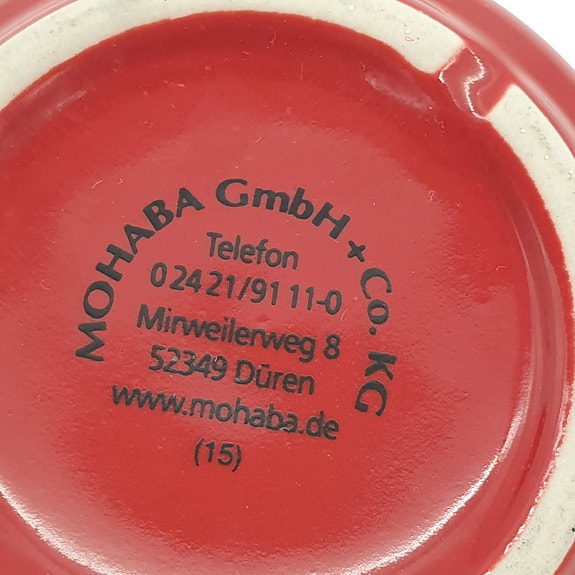 MOHABA GmbH + Co. KG
Telefon
0 24 21/91 11-0
Mirweilerweg 8
52349 Düren
www.mohaba.de
(15)